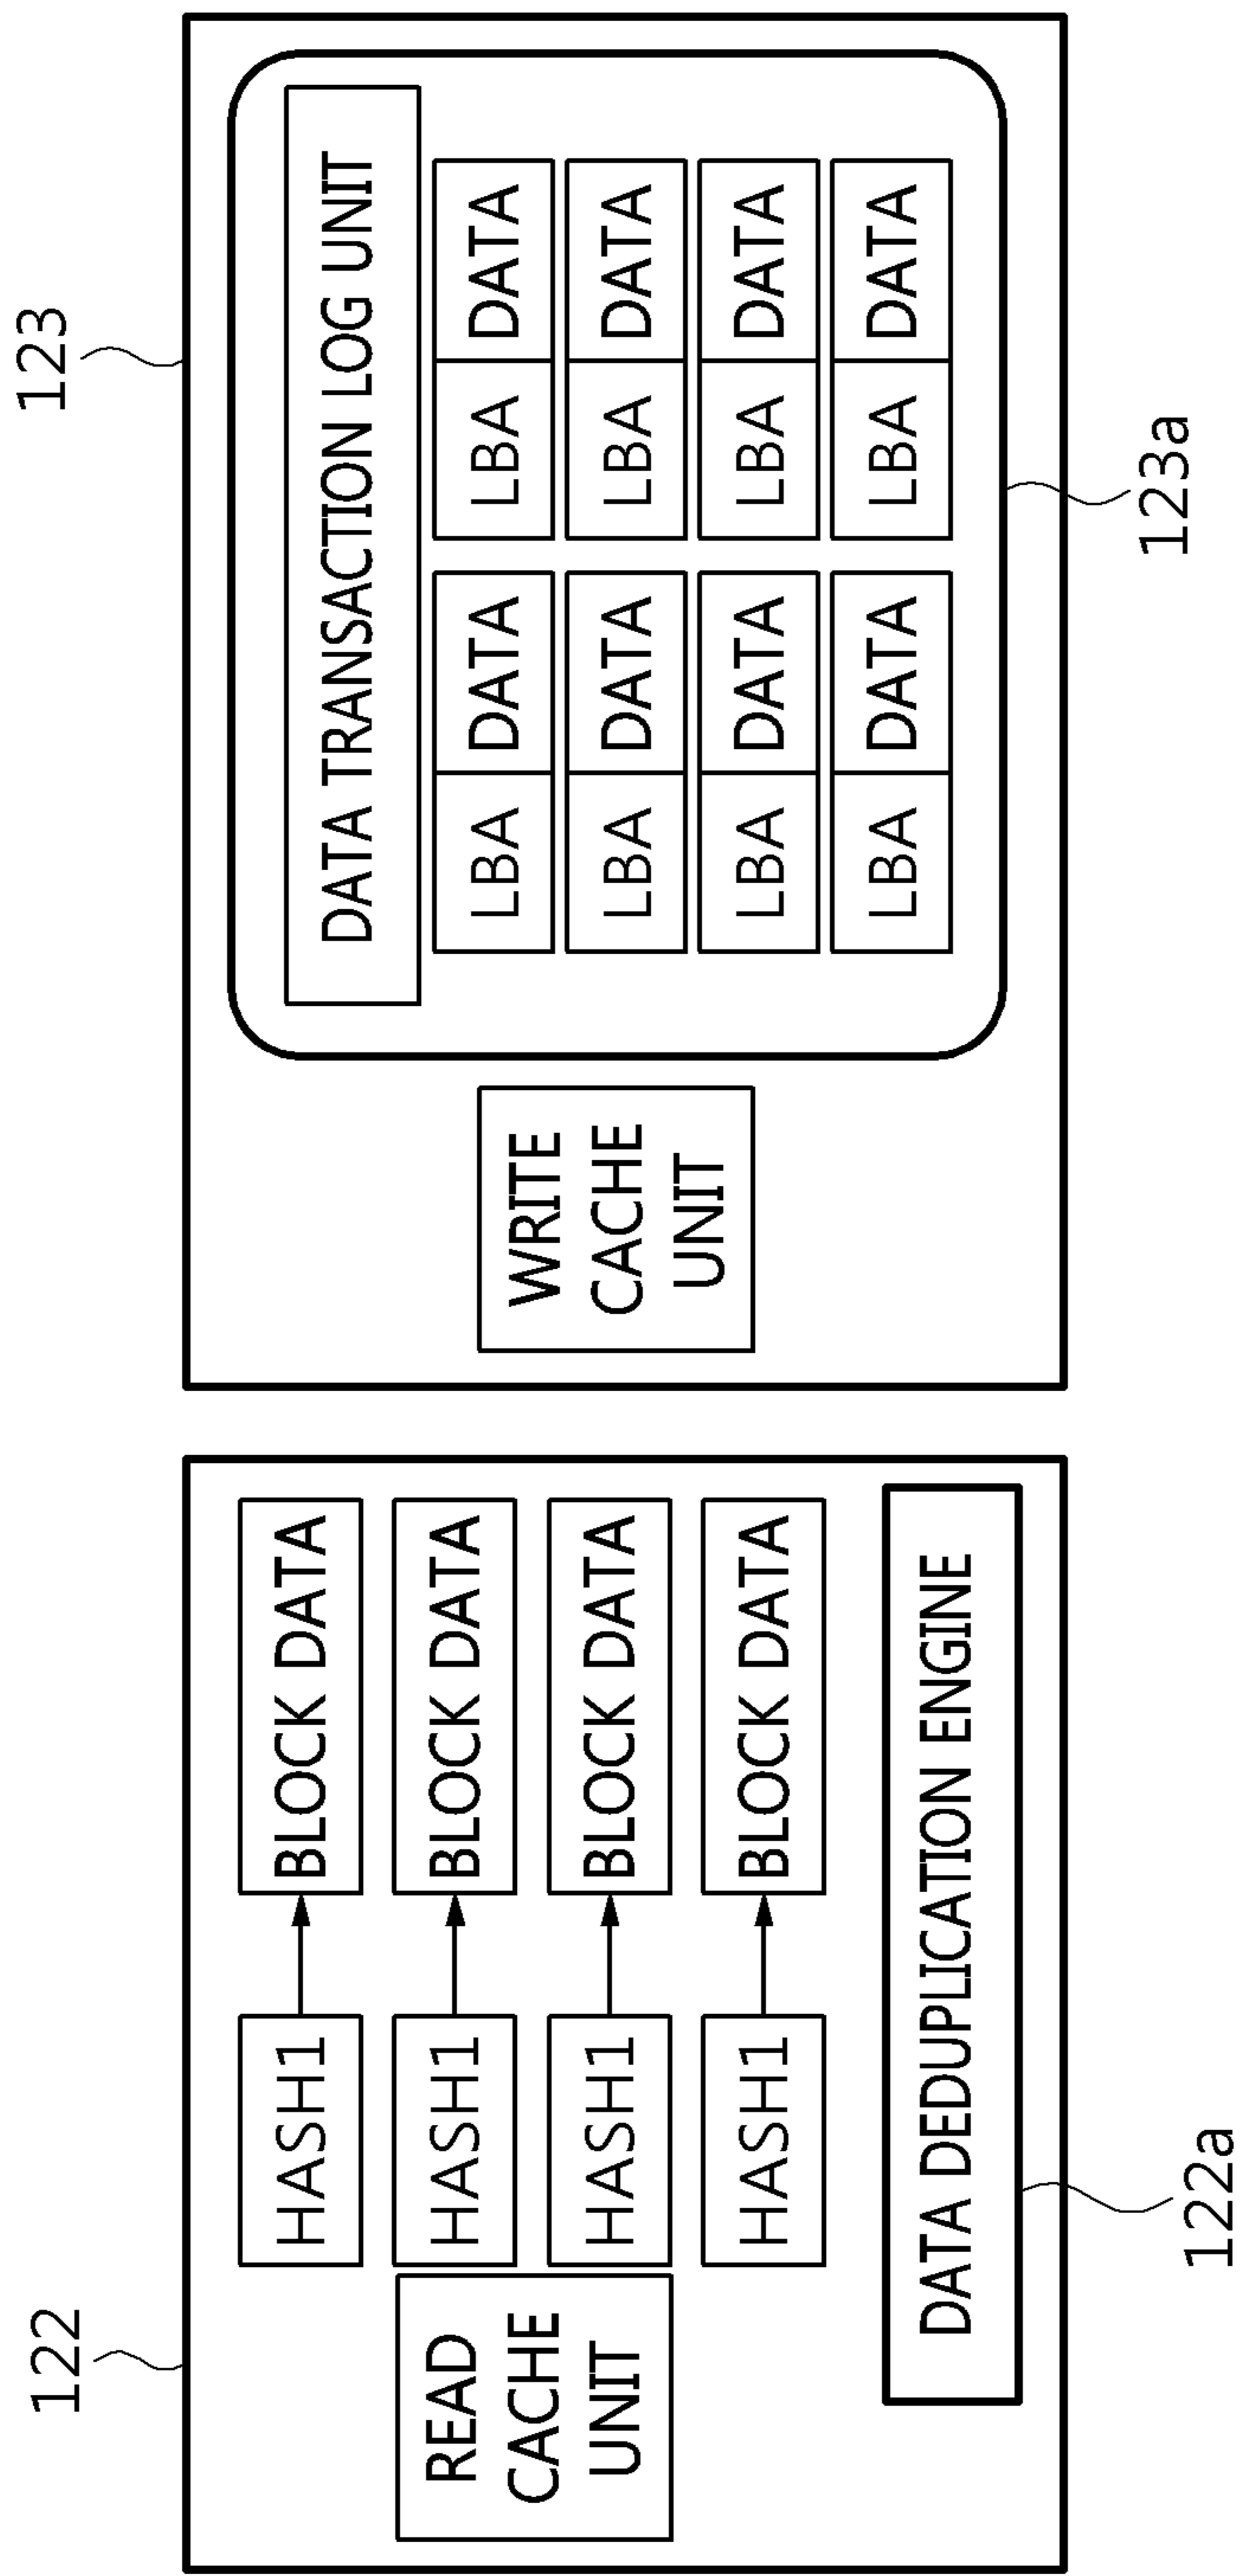 122
123
READ
CACHE
UNIT
HASH1
BLOCK DATA
HASH1
BLOCK DATA
HASH1
BLOCK DATA
HASH1
BLOCK DATA
DATA DEDUPLICATION ENGINE
122a
WRITE
CACHE
UNIT
DATA TRANSACTION LOG UNIT
LBA DATA LBA DATA
LBA DATA LBA DATA
LBA DATA LBA DATA
LBA DATA LBA DATA
123a